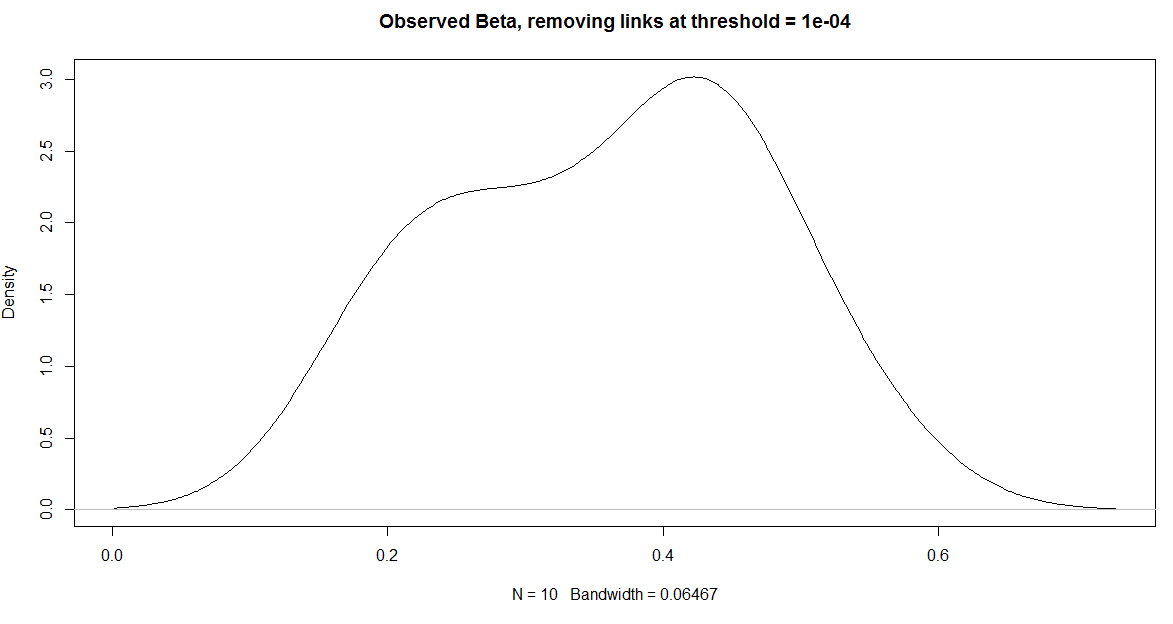 Observed Beta, removing links at threshold = 1e-04
Density
3.0
2.5
2.0
1.5
1.0
0.5
0.0
0.0 0.2 0.4 0.6
N = 10 Bandwidth = 0.06467